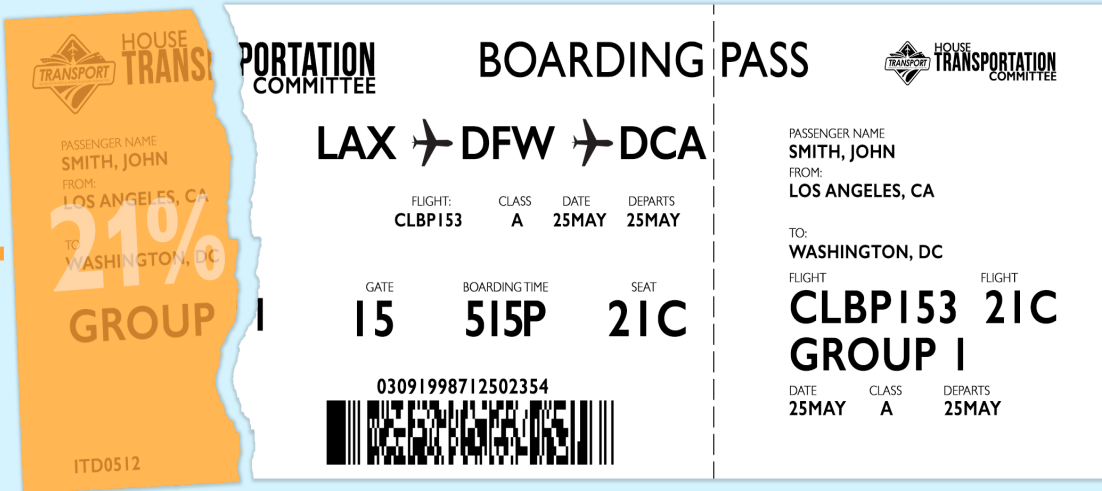 HOUSE
TRANSPORTATION
COMMITTEE
TRANSPORT
BOARDING PASS
TRANSPORT
HOUSE
TRANSPORTATION
COMMITTEE
PASSENGER NAME
SMITH, JOHN
FROM:
LOS ANGELES, CA
21%
TO:
WASHINGTON, DC
GROUP 1
ITD0512
LAX DFW DCA
FLIGHT: CLASS DATE DEPARTS
CLBP153 A 25MAY 25MAY
GATE BOARDING TIME SEAT
15 515P 21C
03091998712502354
PASSENGER NAME
SMITH, JOHN
FROM:
LOS ANGELES, CA
TO:
WASHINGTON, DC
FLIGHT FLIGHT
CLBP153 21C
GROUP 1
DATE CLASS DEPARTS
25MAY A 25MAY